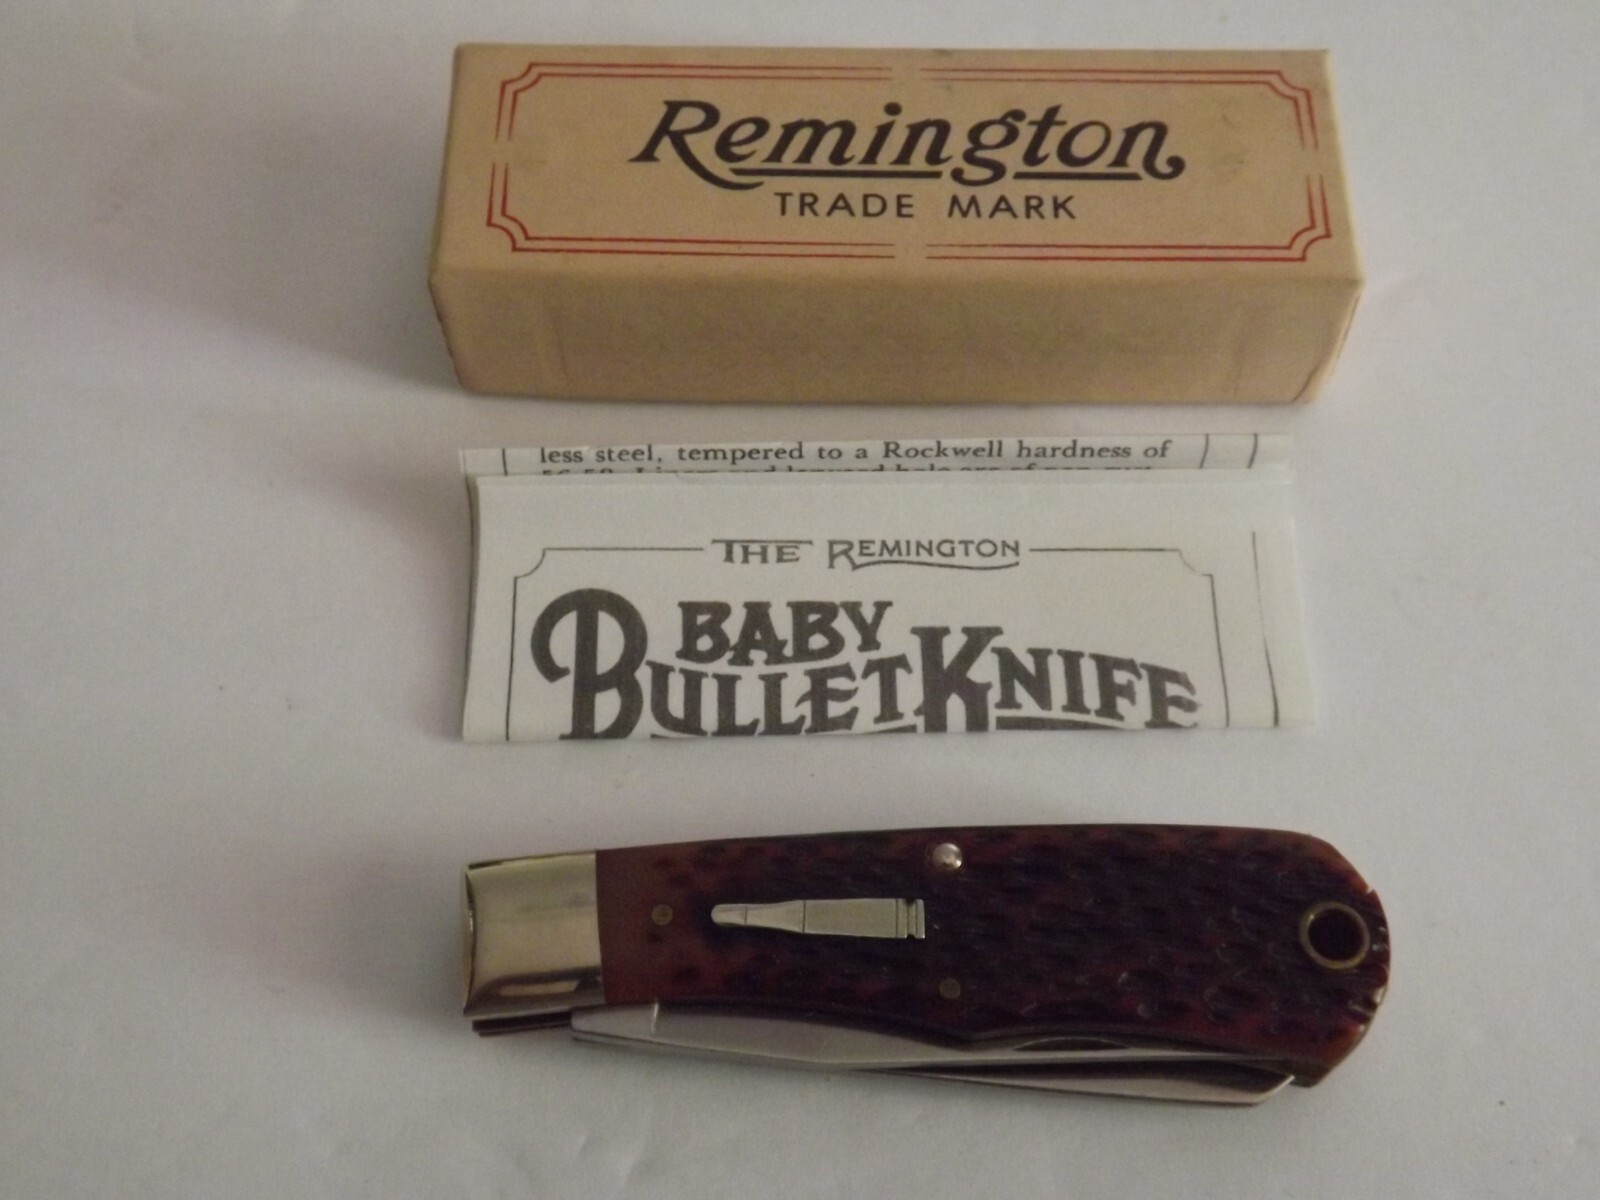 Remington
TRADE MARK
less steel, tempered to a Rockwell hardness of
THE REMINGTON
BABY
BULLET KNIFE